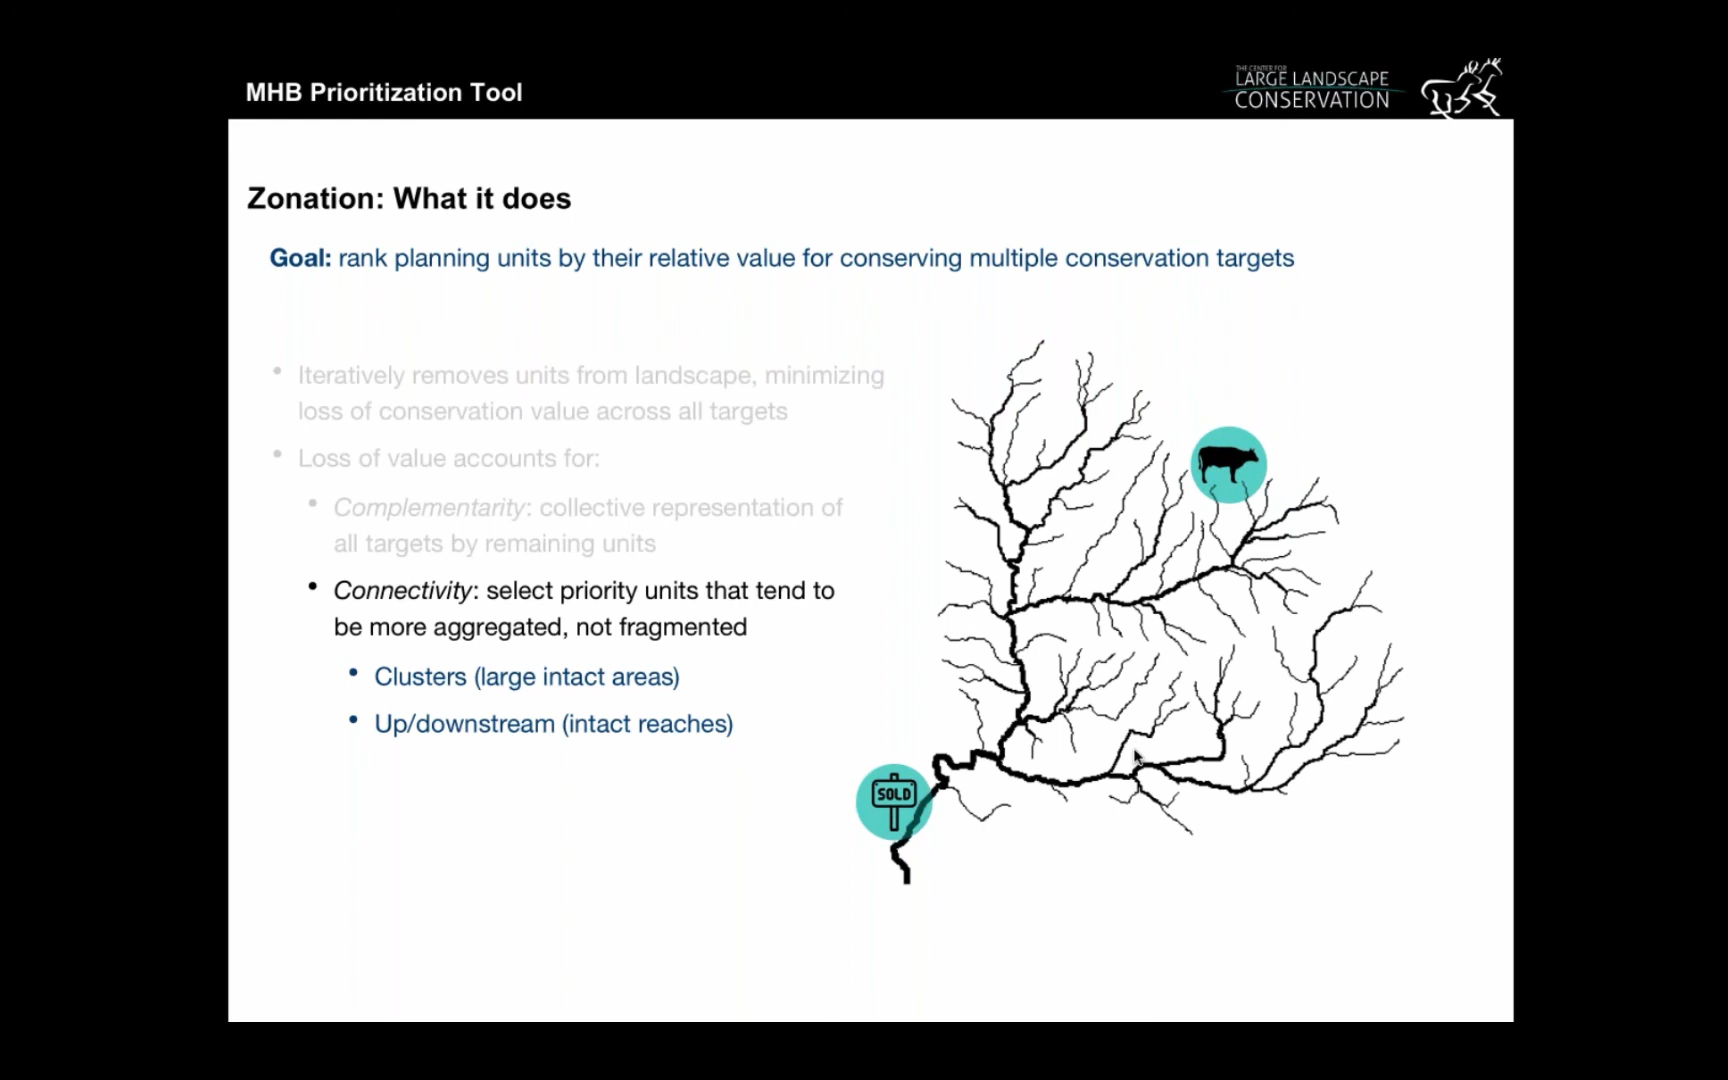 MHB Prioritization Tool
THE CENTER FOR
LARGE LANDSCAPE
CONSERVATION
Zonation: What it does
Goal: rank planning units by their relative value for conserving multiple conservation targets
• Iteratively removes units from landscape, minimizing
loss of conservation value across all targets
• Loss of value accounts for:
• Complementarity: collective representation of
all targets by remaining units
• Connectivity: select priority units that tend to
be more aggregated, not fragmented
• Clusters (large intact areas)
• Up/downstream (intact reaches)
SOLD